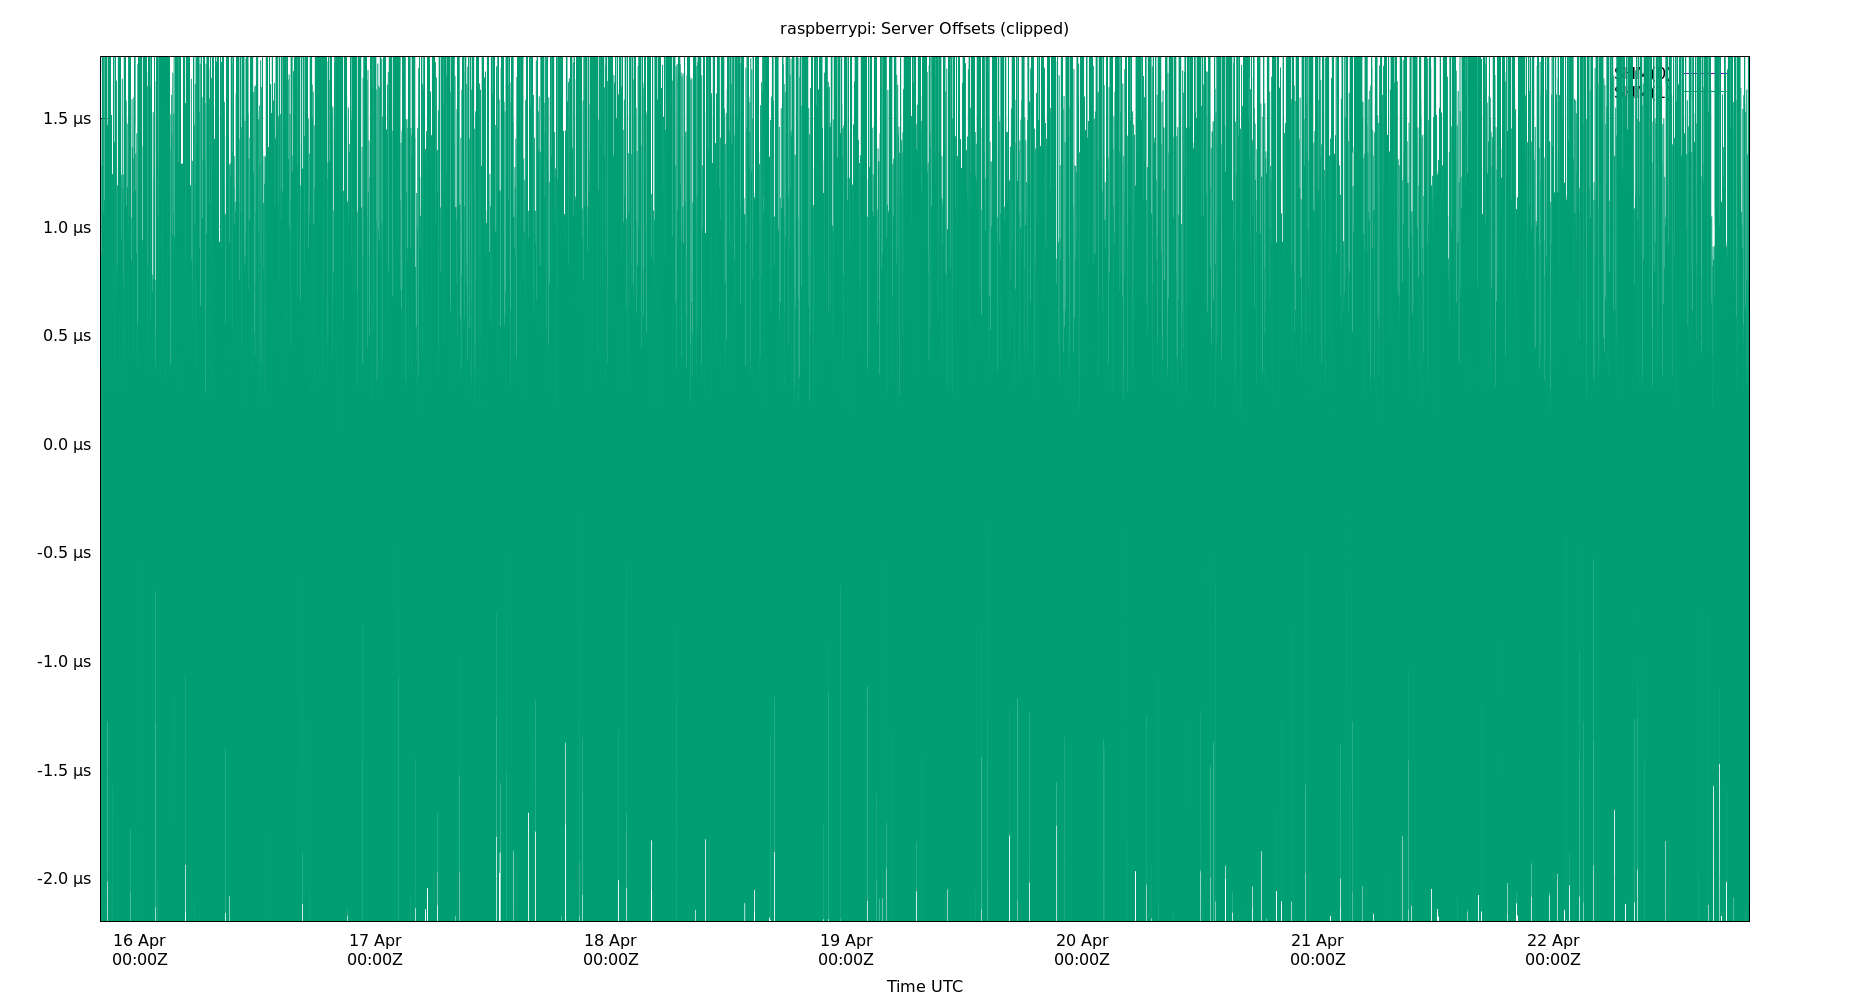 raspberrypi: Server Offsets (clipped)
1.5 µs
1.0 µs
0.5 µs
0.0 µs
-0.5 µs
-1.0 µs
-1.5 µs
-2.0 µs
16 Apr 17 Apr 18 Apr 19 Apr 20 Apr 21 Apr 22 Apr
00:00Z 00:00Z 00:00Z 00:00Z 00:00Z 00:00Z 00:00Z
Time UTC